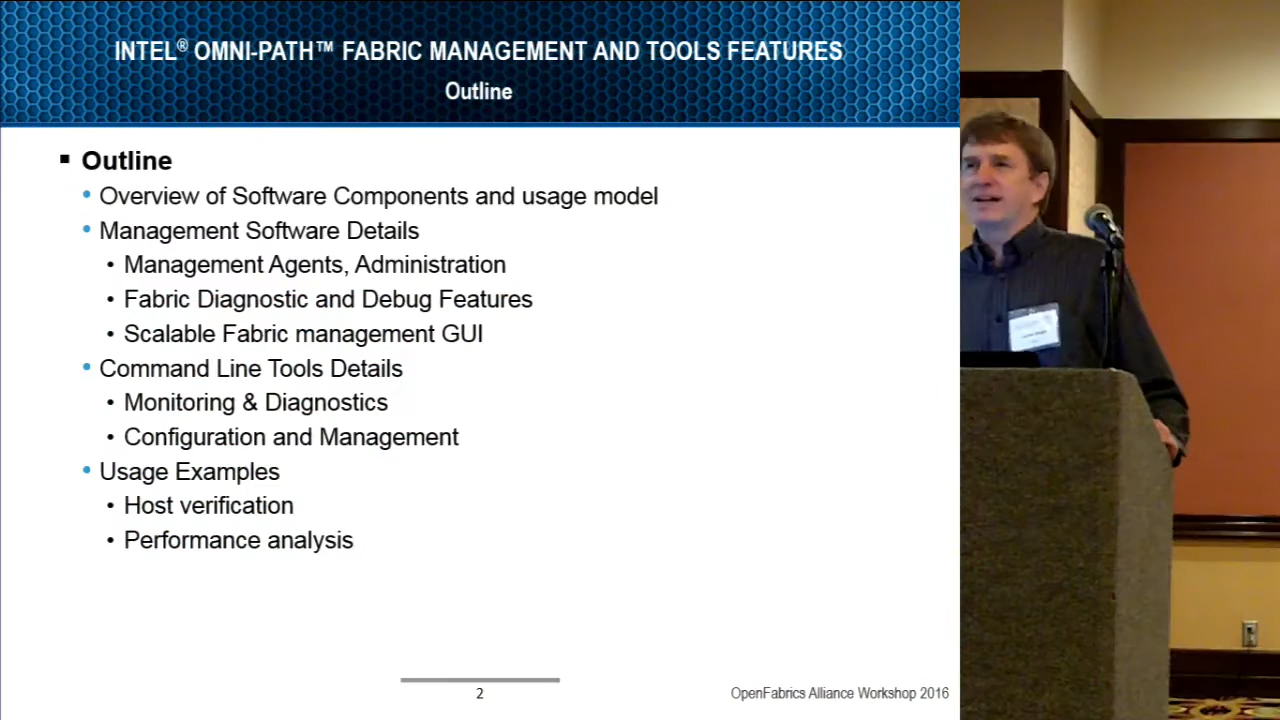 INTEL® OMNI-PATH™ FABRIC MANAGEMENT AND TOOLS FEATURES
Outline
Outline
Overview of Software Components and usage model
Management Software Details
Management Agents, Administration
Fabric Diagnostic and Debug Features
Scalable Fabric management GUI
Command Line Tools Details
Monitoring & Diagnostics
Configuration and Management
Usage Examples
Host verification
Performance analysis
2
OpenFabrics Alliance Workshop 2016